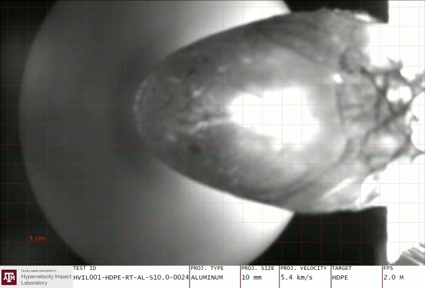 1 cm
TEXAS A&M UNIVERSITY
Hypervelocity Impact
Laboratory
TEST ID
HVIL001-HDPE-RT-AL-S10.0-0024
PROJ. TYPE
ALUMINUM
PROJ. SIZE
10 mm
PROJ. VELOCITY
5.4 km/s
TARGET
HDPE
FPS
2.0 M